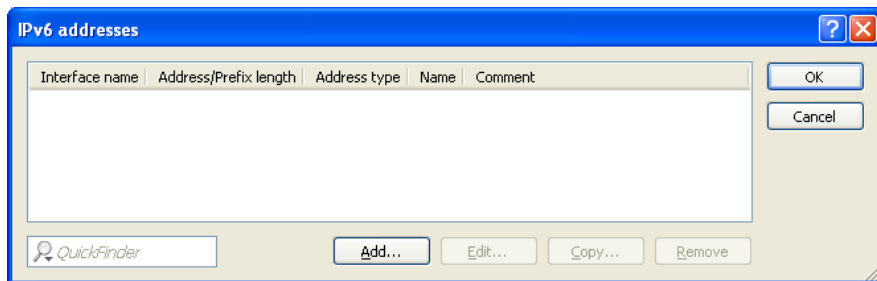 IPv6 addresses
Interface name Address/Prefix length Address type Name Comment
OK
Cancel
QuickFinder
Add... Edit... Copy... Remove